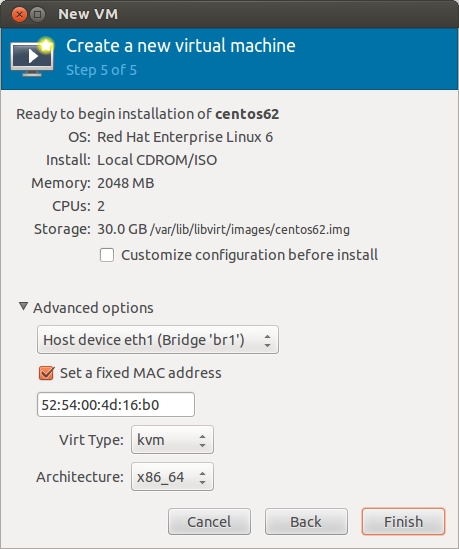 New VM
Create a new virtual machine
Step 5 of 5
Ready to begin installation of centos62
OS: Red Hat Enterprise Linux 6
Install: Local CDROM/ISO
Memory: 2048 MB
CPUs: 2
Storage: 30.0 GB /var/lib/libvirt/images/centos62.img
Customize configuration before install
Advanced options
Host device eth1 (Bridge 'br1')
Set a fixed MAC address
52:54:00:4d:16:b0
Virt Type: kvm
Architecture: x86_64
Cancel Back Finish